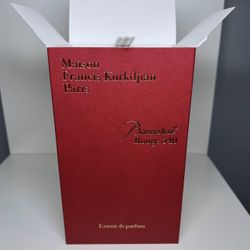 Maison
Francis Kurkdjian
Paris
Baccarat
Rouge 540
Extrait de parfum